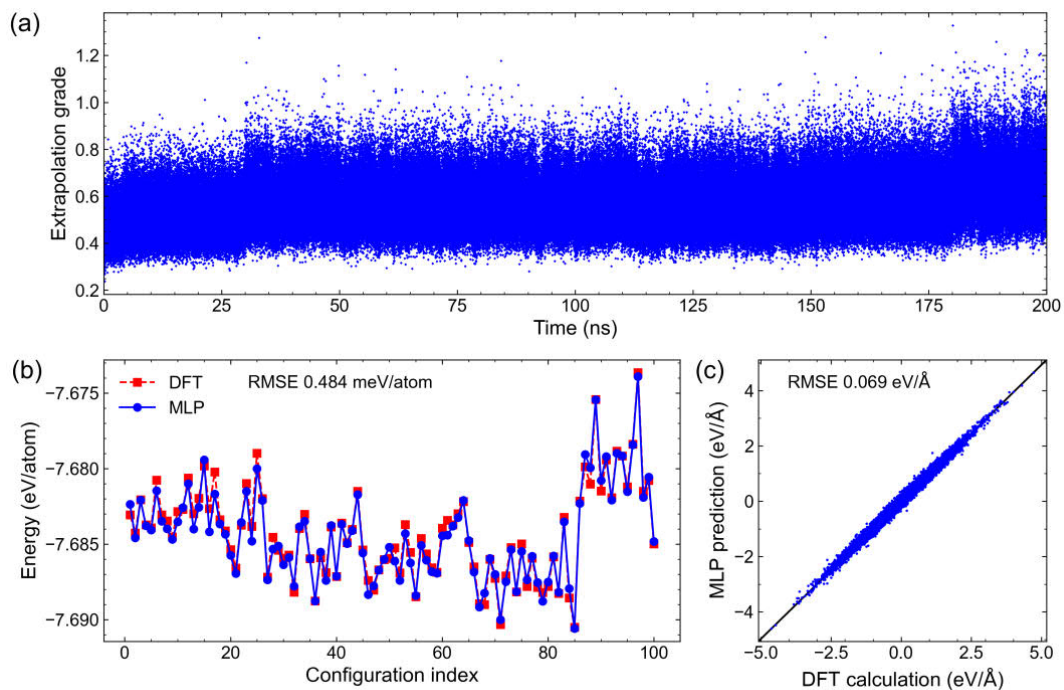 (a)
Extrapolation grade
1.2
1.0
0.8
0.6
0.4
0.2
0 25 50 75 100 125 150 175 200
Time (ns)
(b)
DFT
MLP
RMSE 0.484 meV/atom
Energy (eV/atom)
−7.675
−7.680
−7.685
−7.690
0 20 40 60 80 100
Configuration index
(c)
RMSE 0.069 eV/Å
MLP prediction (eV/Å)
4
2
0
−2
−4
−5.0 −2.5 0.0 2.5 5.0
DFT calculation (eV/Å)